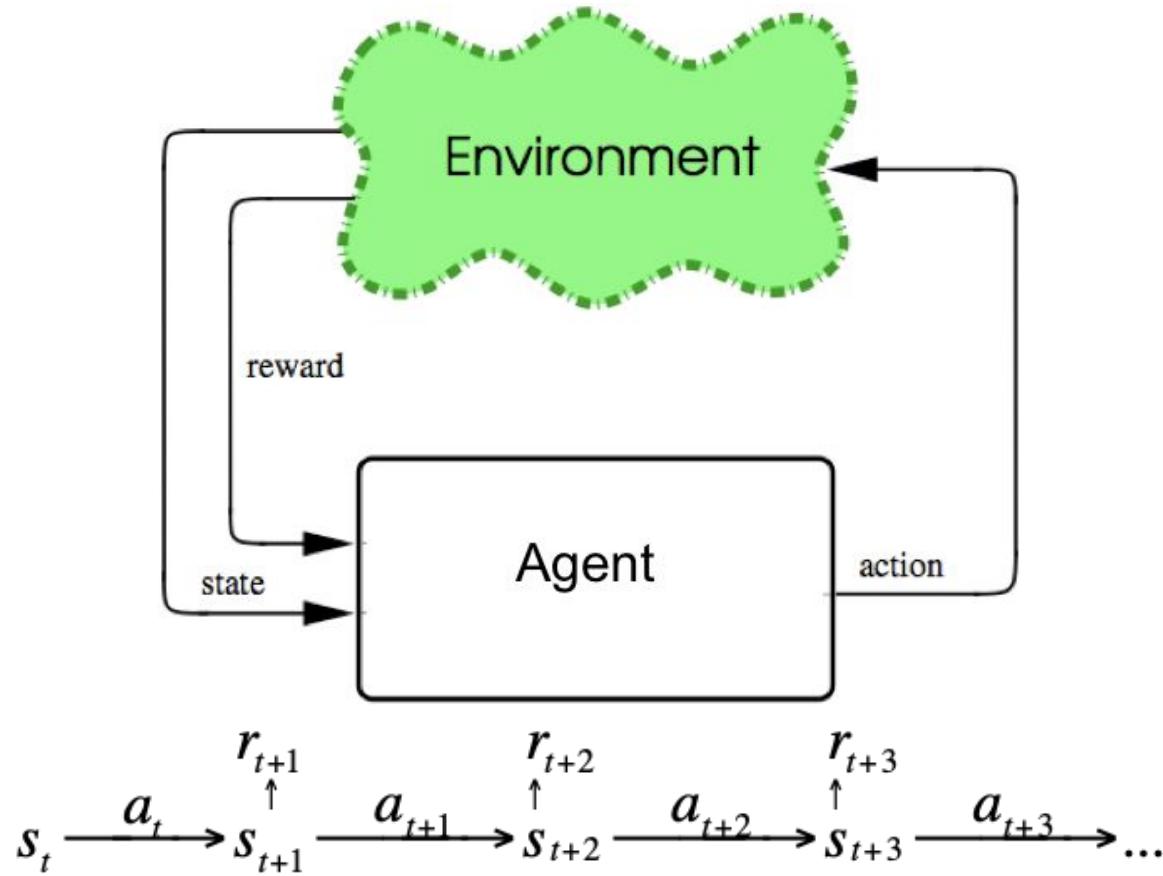 Environment
reward
Agent
action
state
r_{t+1} r_{t+2} r_{t+3}
a_t a_{t+1} a_{t+2} a_{t+3}
s_t s_{t+1} s_{t+2} s_{t+3} ...